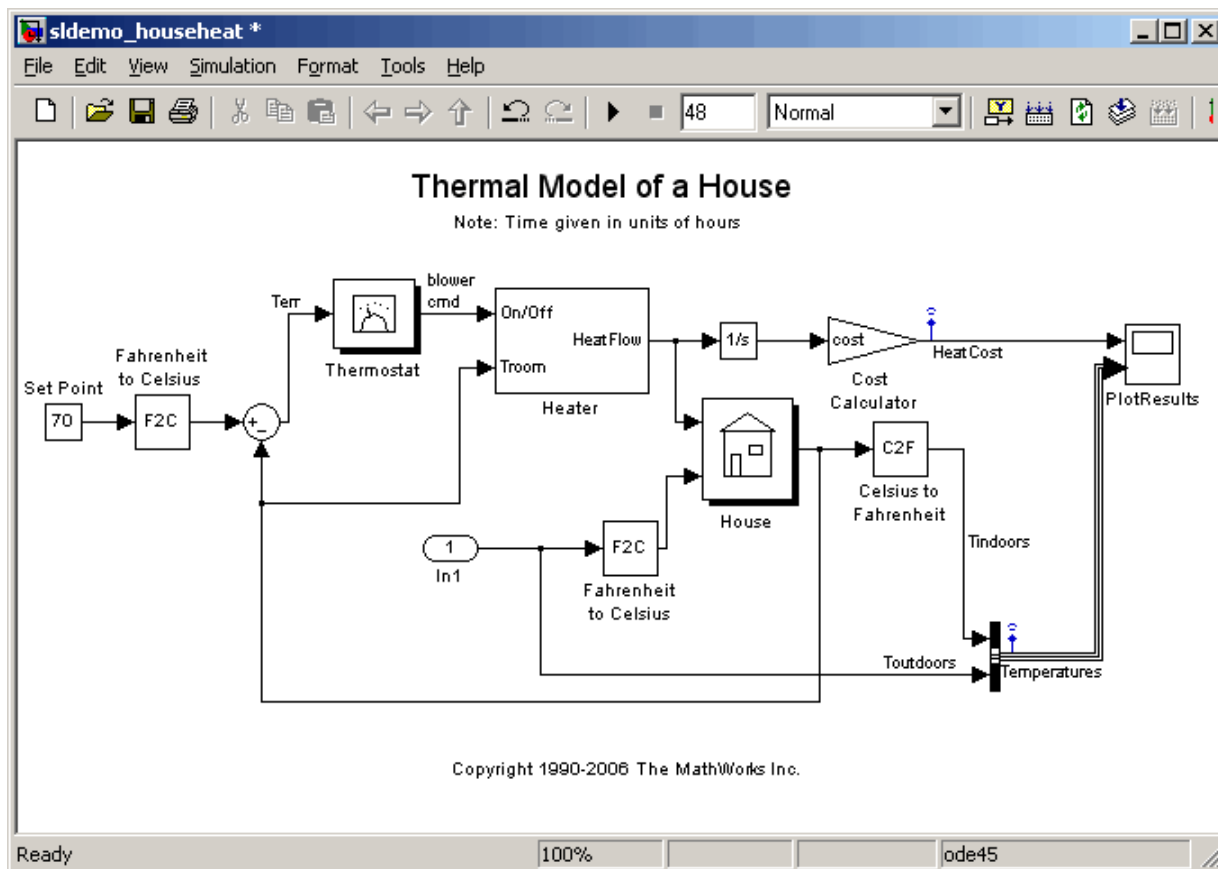 sldemo_househeat *
File Edit View Simulation Format Tools Help
48
Normal
Thermal Model of a House
Note: Time given in units of hours
Terr
blower
cmd
On/Off
HeatFlow
Troom
Heater
Thermostat
1/s
cost
Cost
Calculator
HeatCost
PlotResults
Fahrenheit
to Celsius
Set Point
70
F2C
+
-
House
C2F
Celsius to
Fahrenheit
1
In1
F2C
Fahrenheit
to Celsius
Tindoors
Toutdoors
Temperatures
Copyright 1990-2006 The MathWorks Inc.
Ready
100%
ode45